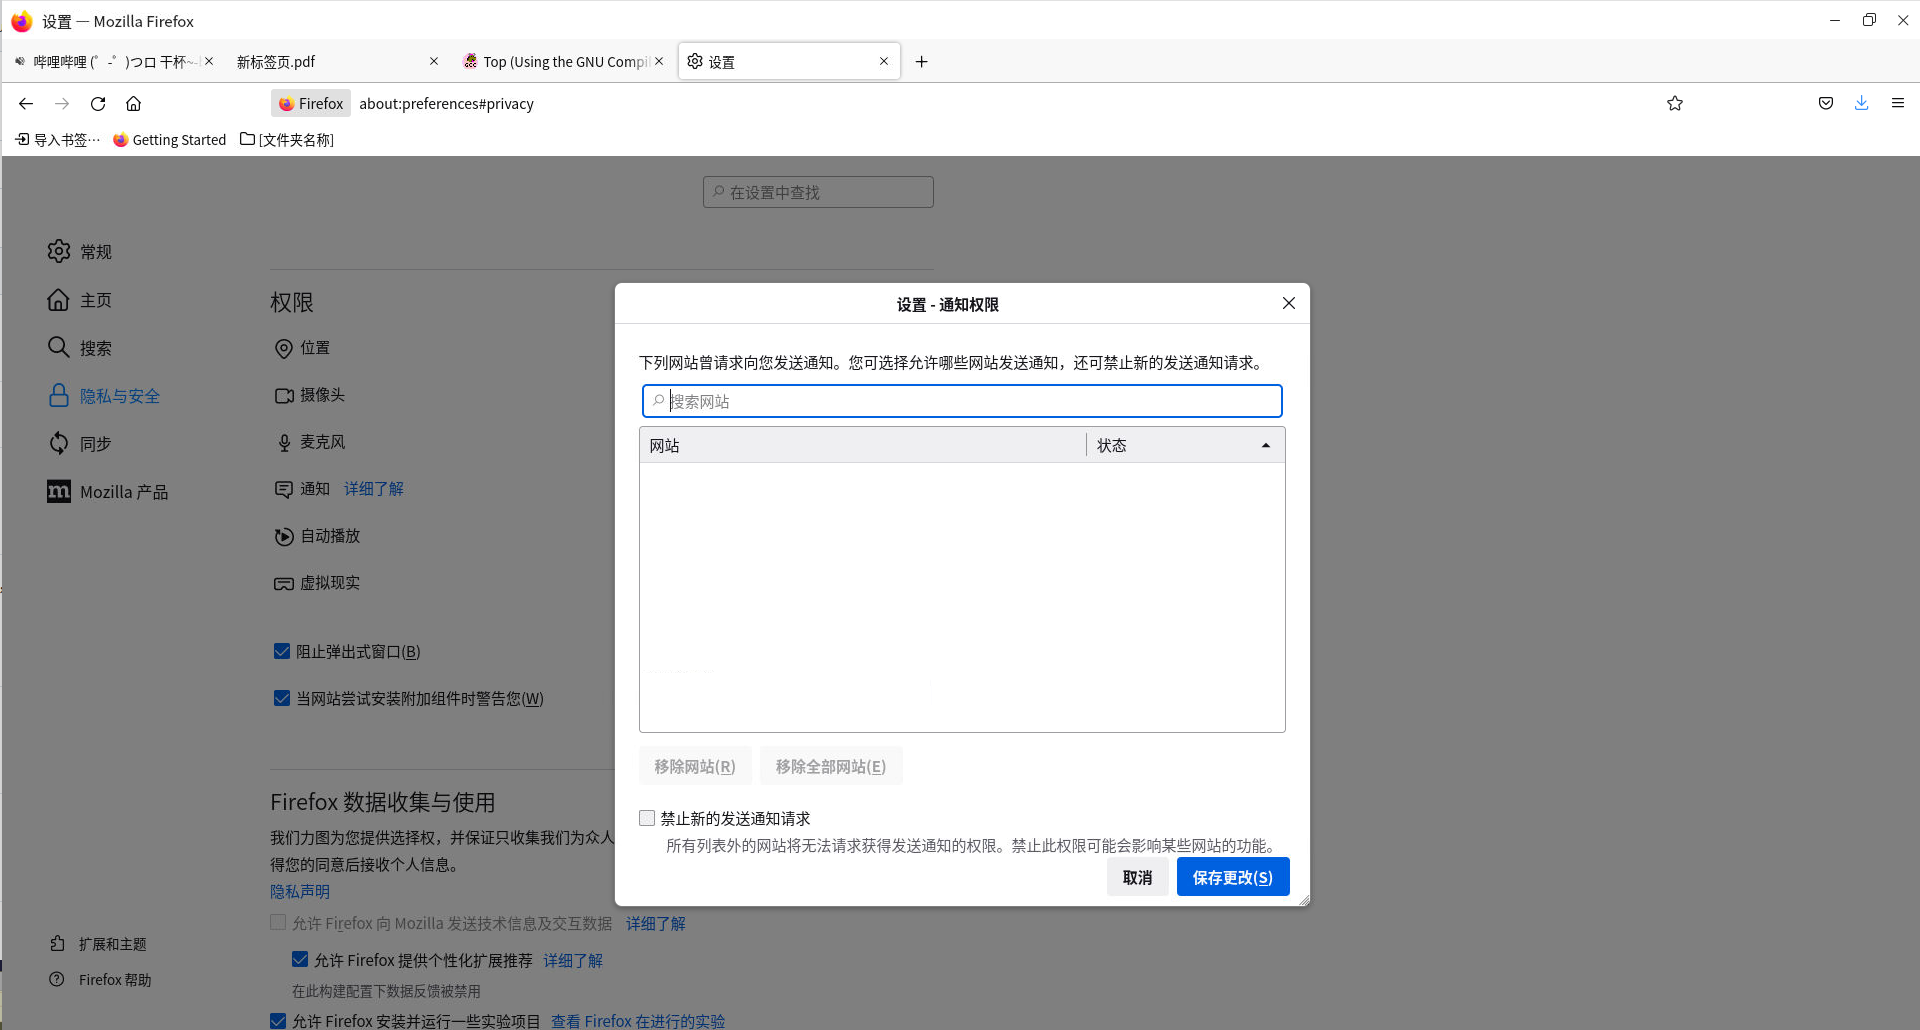 设置 — Mozilla Firefox
哔哩哔哩 (゜-゜)つロ 干杯~-
新标签页.pdf
Top (Using the GNU Compil
设置
Firefox
about:preferences#privacy
导入书签…
Getting Started
[文件夹名称]
在设置中查找
常规
主页
搜索
隐私与安全
同步
Mozilla 产品
扩展和主题
Firefox 帮助
权限
位置
摄像头
麦克风
通知 详细了解
自动播放
虚拟现实
阻止弹出式窗口(B)
当网站尝试安装附加组件时警告您(W)
Firefox 数据收集与使用
我们力图为您提供选择权，并保证只收集我们为众人
得您的同意后接收个人信息。
隐私声明
允许 Firefox 向 Mozilla 发送技术信息及交互数据 详细了解
允许 Firefox 提供个性化扩展推荐 详细了解
在此构建配置下数据反馈被禁用
允许 Firefox 安装并运行一些实验项目 查看 Firefox 在进行的实验
设置 - 通知权限
下列网站曾请求向您发送通知。您可选择允许哪些网站发送通知，还可禁止新的发送通知请求。
搜索网站
网站 状态
移除网站(R) 移除全部网站(E)
禁止新的发送通知请求
所有列表外的网站将无法请求获得发送通知的权限。禁止此权限可能会影响某些网站的功能。
取消 保存更改(S)